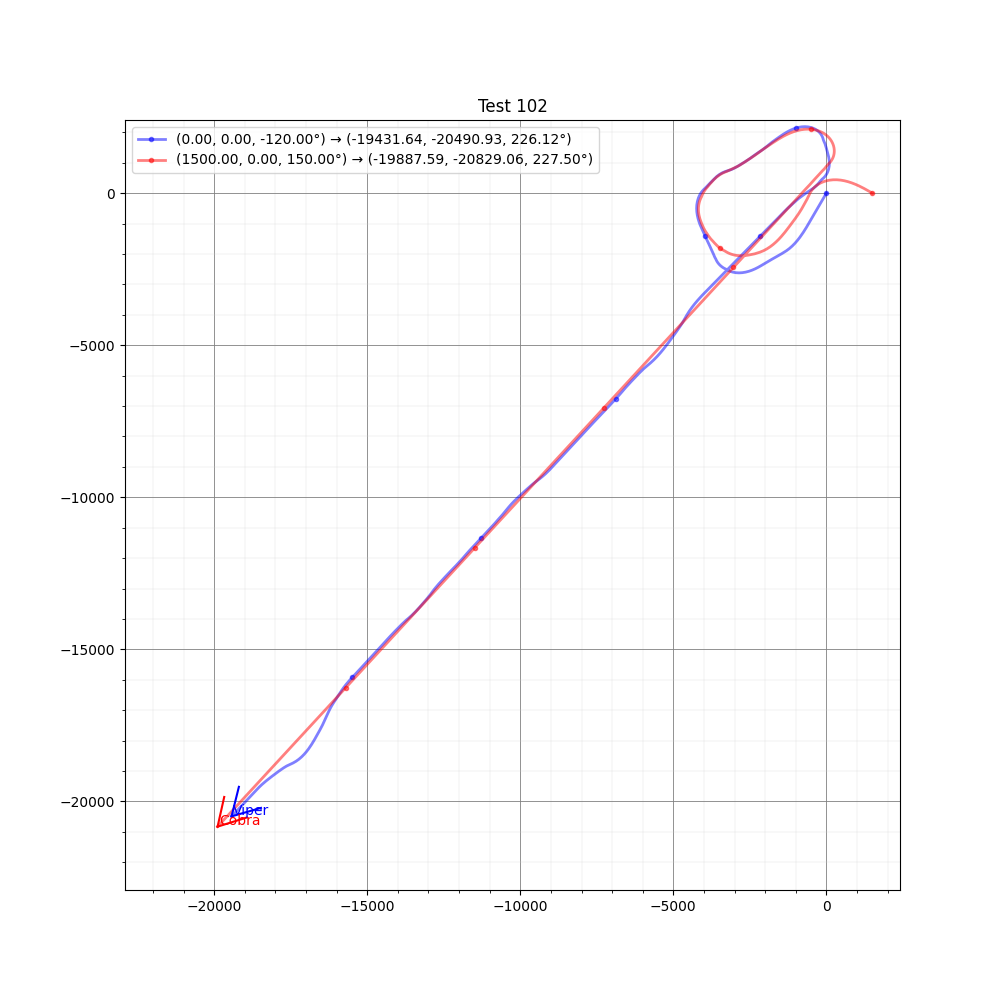 Test 102
(0.00, 0.00, -120.00°) → (-19431.64, -20490.93, 226.12°)
(1500.00, 0.00, 150.00°) → (-19887.59, -20829.06, 227.50°)
0
−5000
−10000
−15000
−20000
Viper
Cobra
−20000 −15000 −10000 −5000 0